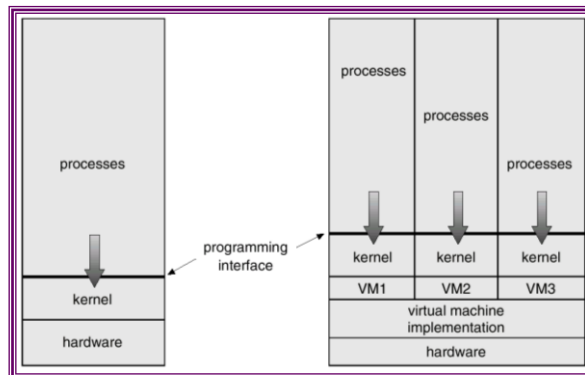 processes
kernel
hardware
programming
interface
processes
processes
processes
kernel kernel kernel
VM1 VM2 VM3
virtual machine
implementation
hardware